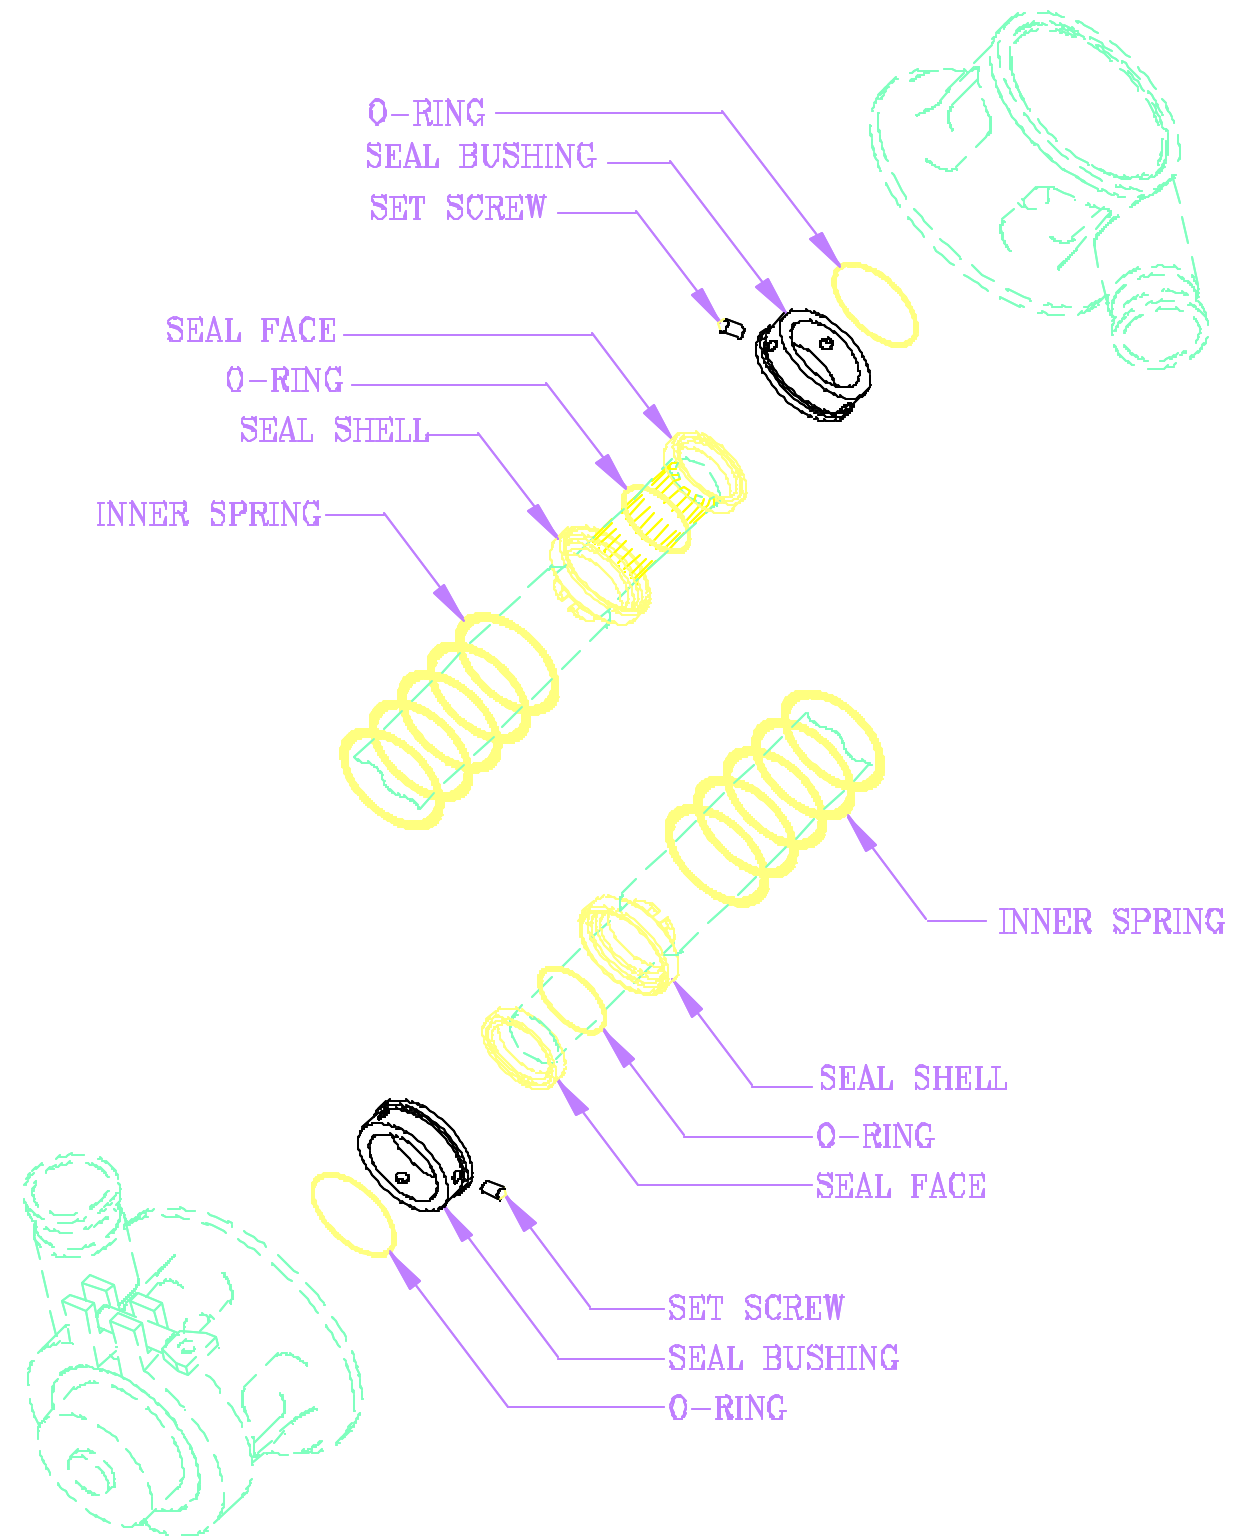 O-RING
SEAL BUSHING
SET SCREW
SEAL FACE
O-RING
SEAL SHELL
INNER SPRING
INNER SPRING
SEAL SHELL
O-RING
SEAL FACE
SET SCREW
SEAL BUSHING
O-RING